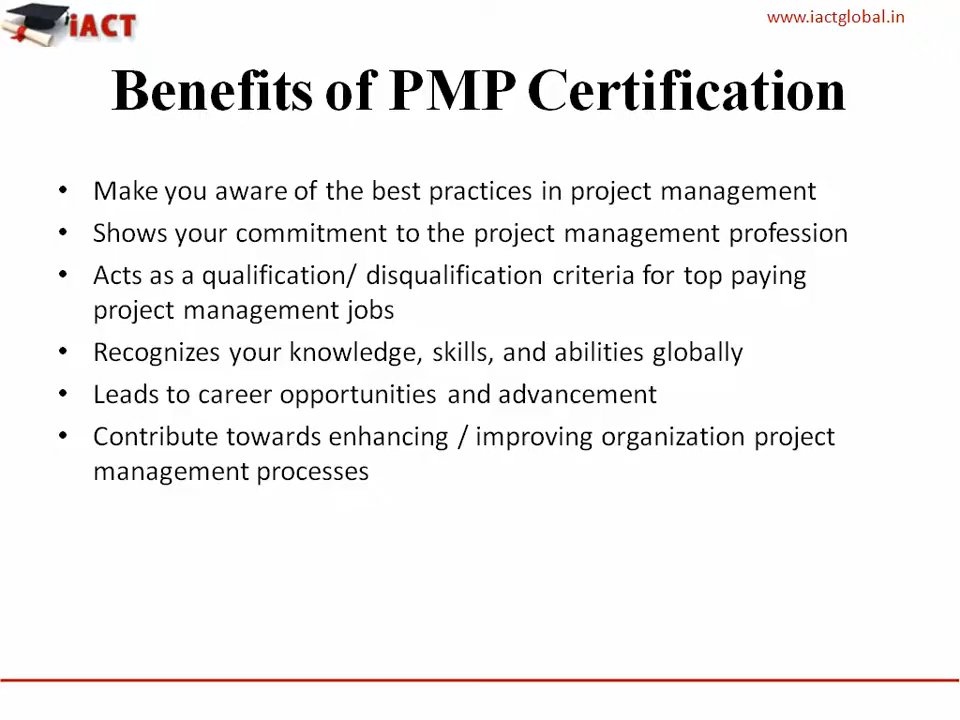 iACT
www.iactglobal.in
Benefits of PMP Certification
• Make you aware of the best practices in project management
• Shows your commitment to the project management profession
• Acts as a qualification/ disqualification criteria for top paying
project management jobs
• Recognizes your knowledge, skills, and abilities globally
• Leads to career opportunities and advancement
• Contribute towards enhancing / improving organization project
management processes